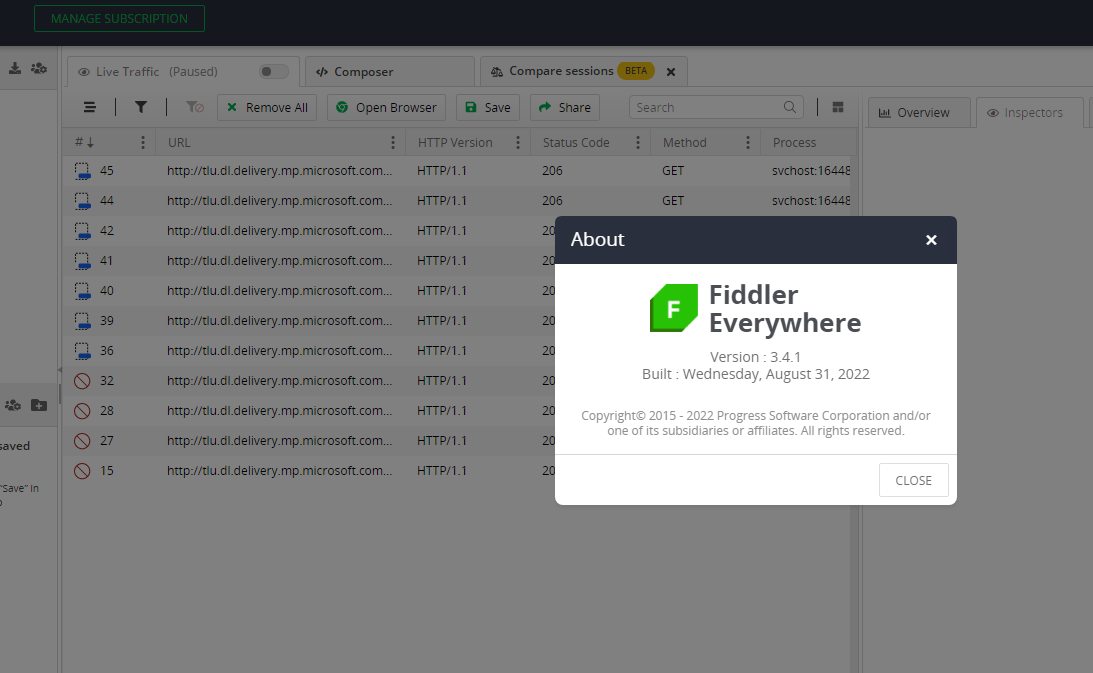 MANAGE SUBSCRIPTION
Live Traffic (Paused)
Composer
Compare sessions BETA
Remove All
Open Browser
Save
Share
Search
Overview
Inspectors
# URL HTTP Version Status Code Method Process
45 http://tlu.dl.delivery.mp.microsoft.com... HTTP/1.1 206 GET svchost:16448
44 http://tlu.dl.delivery.mp.microsoft.com... HTTP/1.1 206 GET svchost:16448
42 http://tlu.dl.delivery.mp.microsoft.com... HTTP/1.1 20
41 http://tlu.dl.delivery.mp.microsoft.com... HTTP/1.1 20
40 http://tlu.dl.delivery.mp.microsoft.com... HTTP/1.1 20
39 http://tlu.dl.delivery.mp.microsoft.com... HTTP/1.1 20
36 http://tlu.dl.delivery.mp.microsoft.com... HTTP/1.1 20
32 http://tlu.dl.delivery.mp.microsoft.com... HTTP/1.1 20
28 http://tlu.dl.delivery.mp.microsoft.com... HTTP/1.1 20
27 http://tlu.dl.delivery.mp.microsoft.com... HTTP/1.1 20
15 http://tlu.dl.delivery.mp.microsoft.com... HTTP/1.1 20
saved
"Save" in
About
F
Fiddler
Everywhere
Version : 3.4.1
Built : Wednesday, August 31, 2022
Copyright© 2015 - 2022 Progress Software Corporation and/or
one of its subsidiaries or affiliates. All rights reserved.
CLOSE